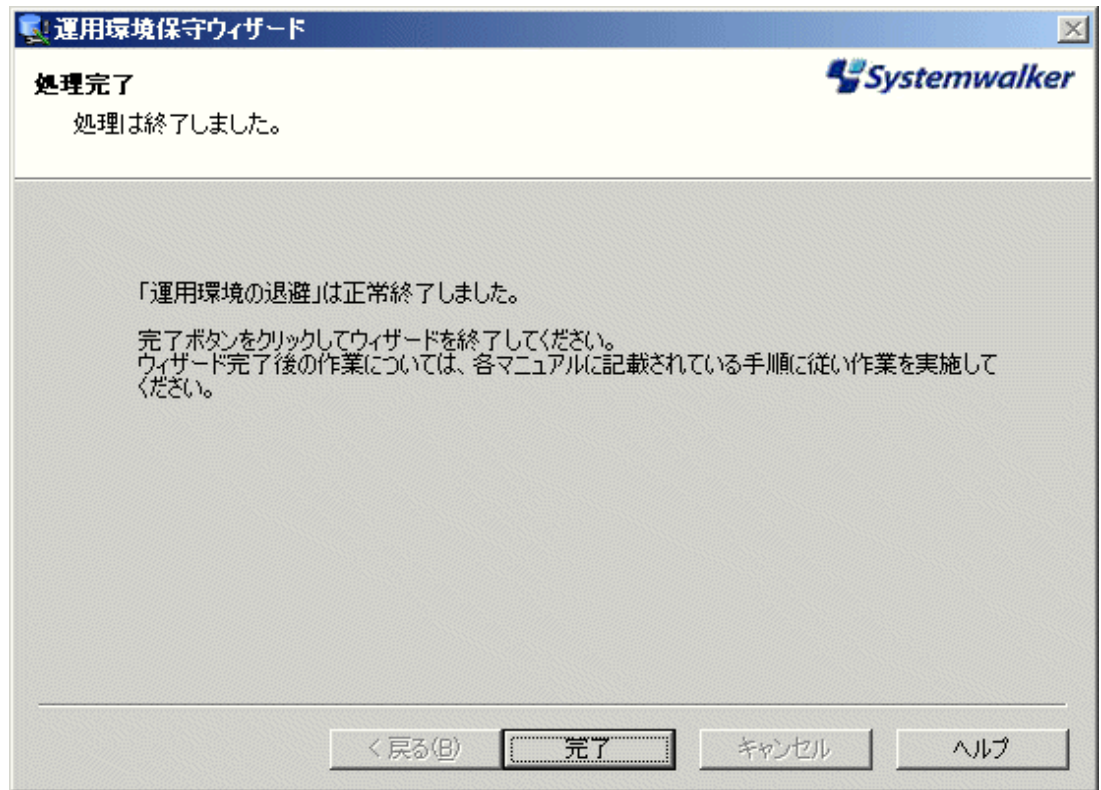 運用環境保守ウィザード
処理完了
Systemwalker
処理は終了しました。
「運用環境の退避」は正常終了しました。
完了ボタンをクリックしてウィザードを終了してください。
ウィザード完了後の作業については、各マニュアルに記載されている手順に従い作業を実施して
ください。
< 戻る(B)
完了
キャンセル
ヘルプ